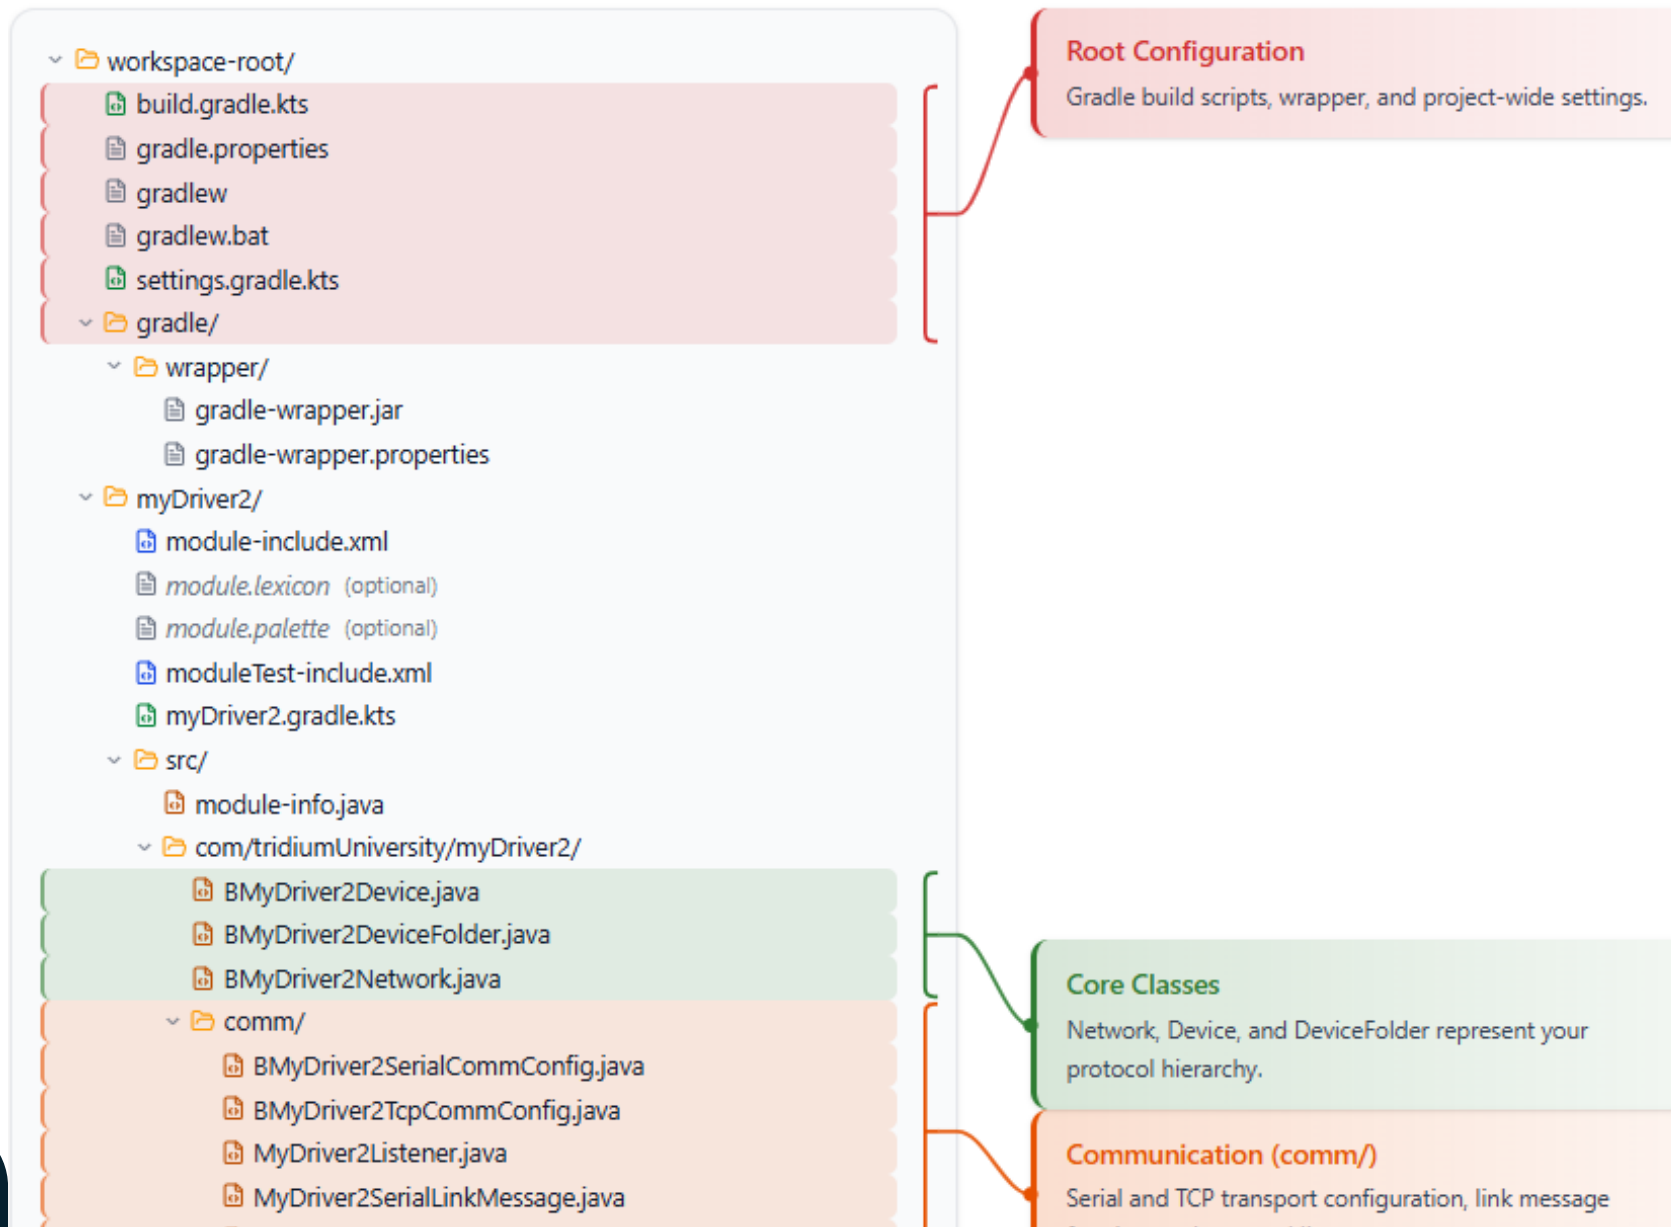 workspace-root/
build.gradle.kts
gradle.properties
gradlew
gradlew.bat
settings.gradle.kts
gradle/
wrapper/
gradle-wrapper.jar
gradle-wrapper.properties
myDriver2/
module-include.xml
module.lexicon (optional)
module.palette (optional)
moduleTest-include.xml
myDriver2.gradle.kts
src/
module-info.java
com/tridiumUniversity/myDriver2/
BMyDriver2Device.java
BMyDriver2DeviceFolder.java
BMyDriver2Network.java
comm/
BMyDriver2SerialCommConfig.java
BMyDriver2TcpCommConfig.java
MyDriver2Listener.java
MyDriver2SerialLinkMessage.java
Root Configuration
Gradle build scripts, wrapper, and project-wide settings.
Core Classes
Network, Device, and DeviceFolder represent your
protocol hierarchy.
Communication (comm/)
Serial and TCP transport configuration, link message